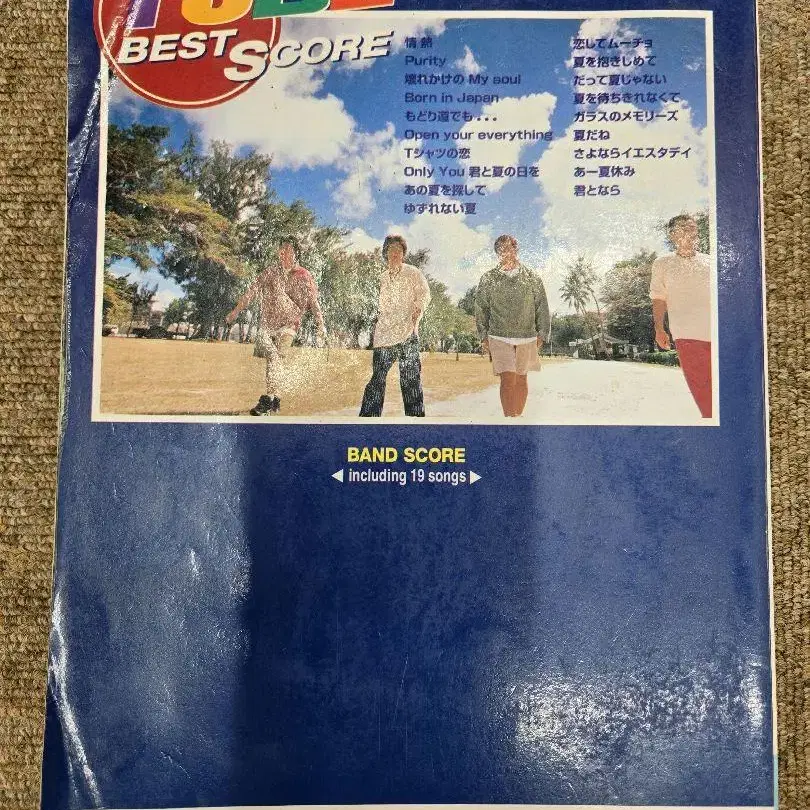 TUBE
BEST SCORE
情熱
Purity
壊れかけの My soul
Born in Japan
もどり道でも・・・
Open your everything
Tシャツの恋
Only You 君と夏の日を
あの夏を探して
ゆずれない夏
恋してムーチョ
夏を抱きしめて
だって夏じゃない
夏を待ちきれなくて
ガラスのメモリーズ
夏だね
さよならイエスタデイ
あー夏休み
君となら
BAND SCORE
◀ including 19 songs ▶